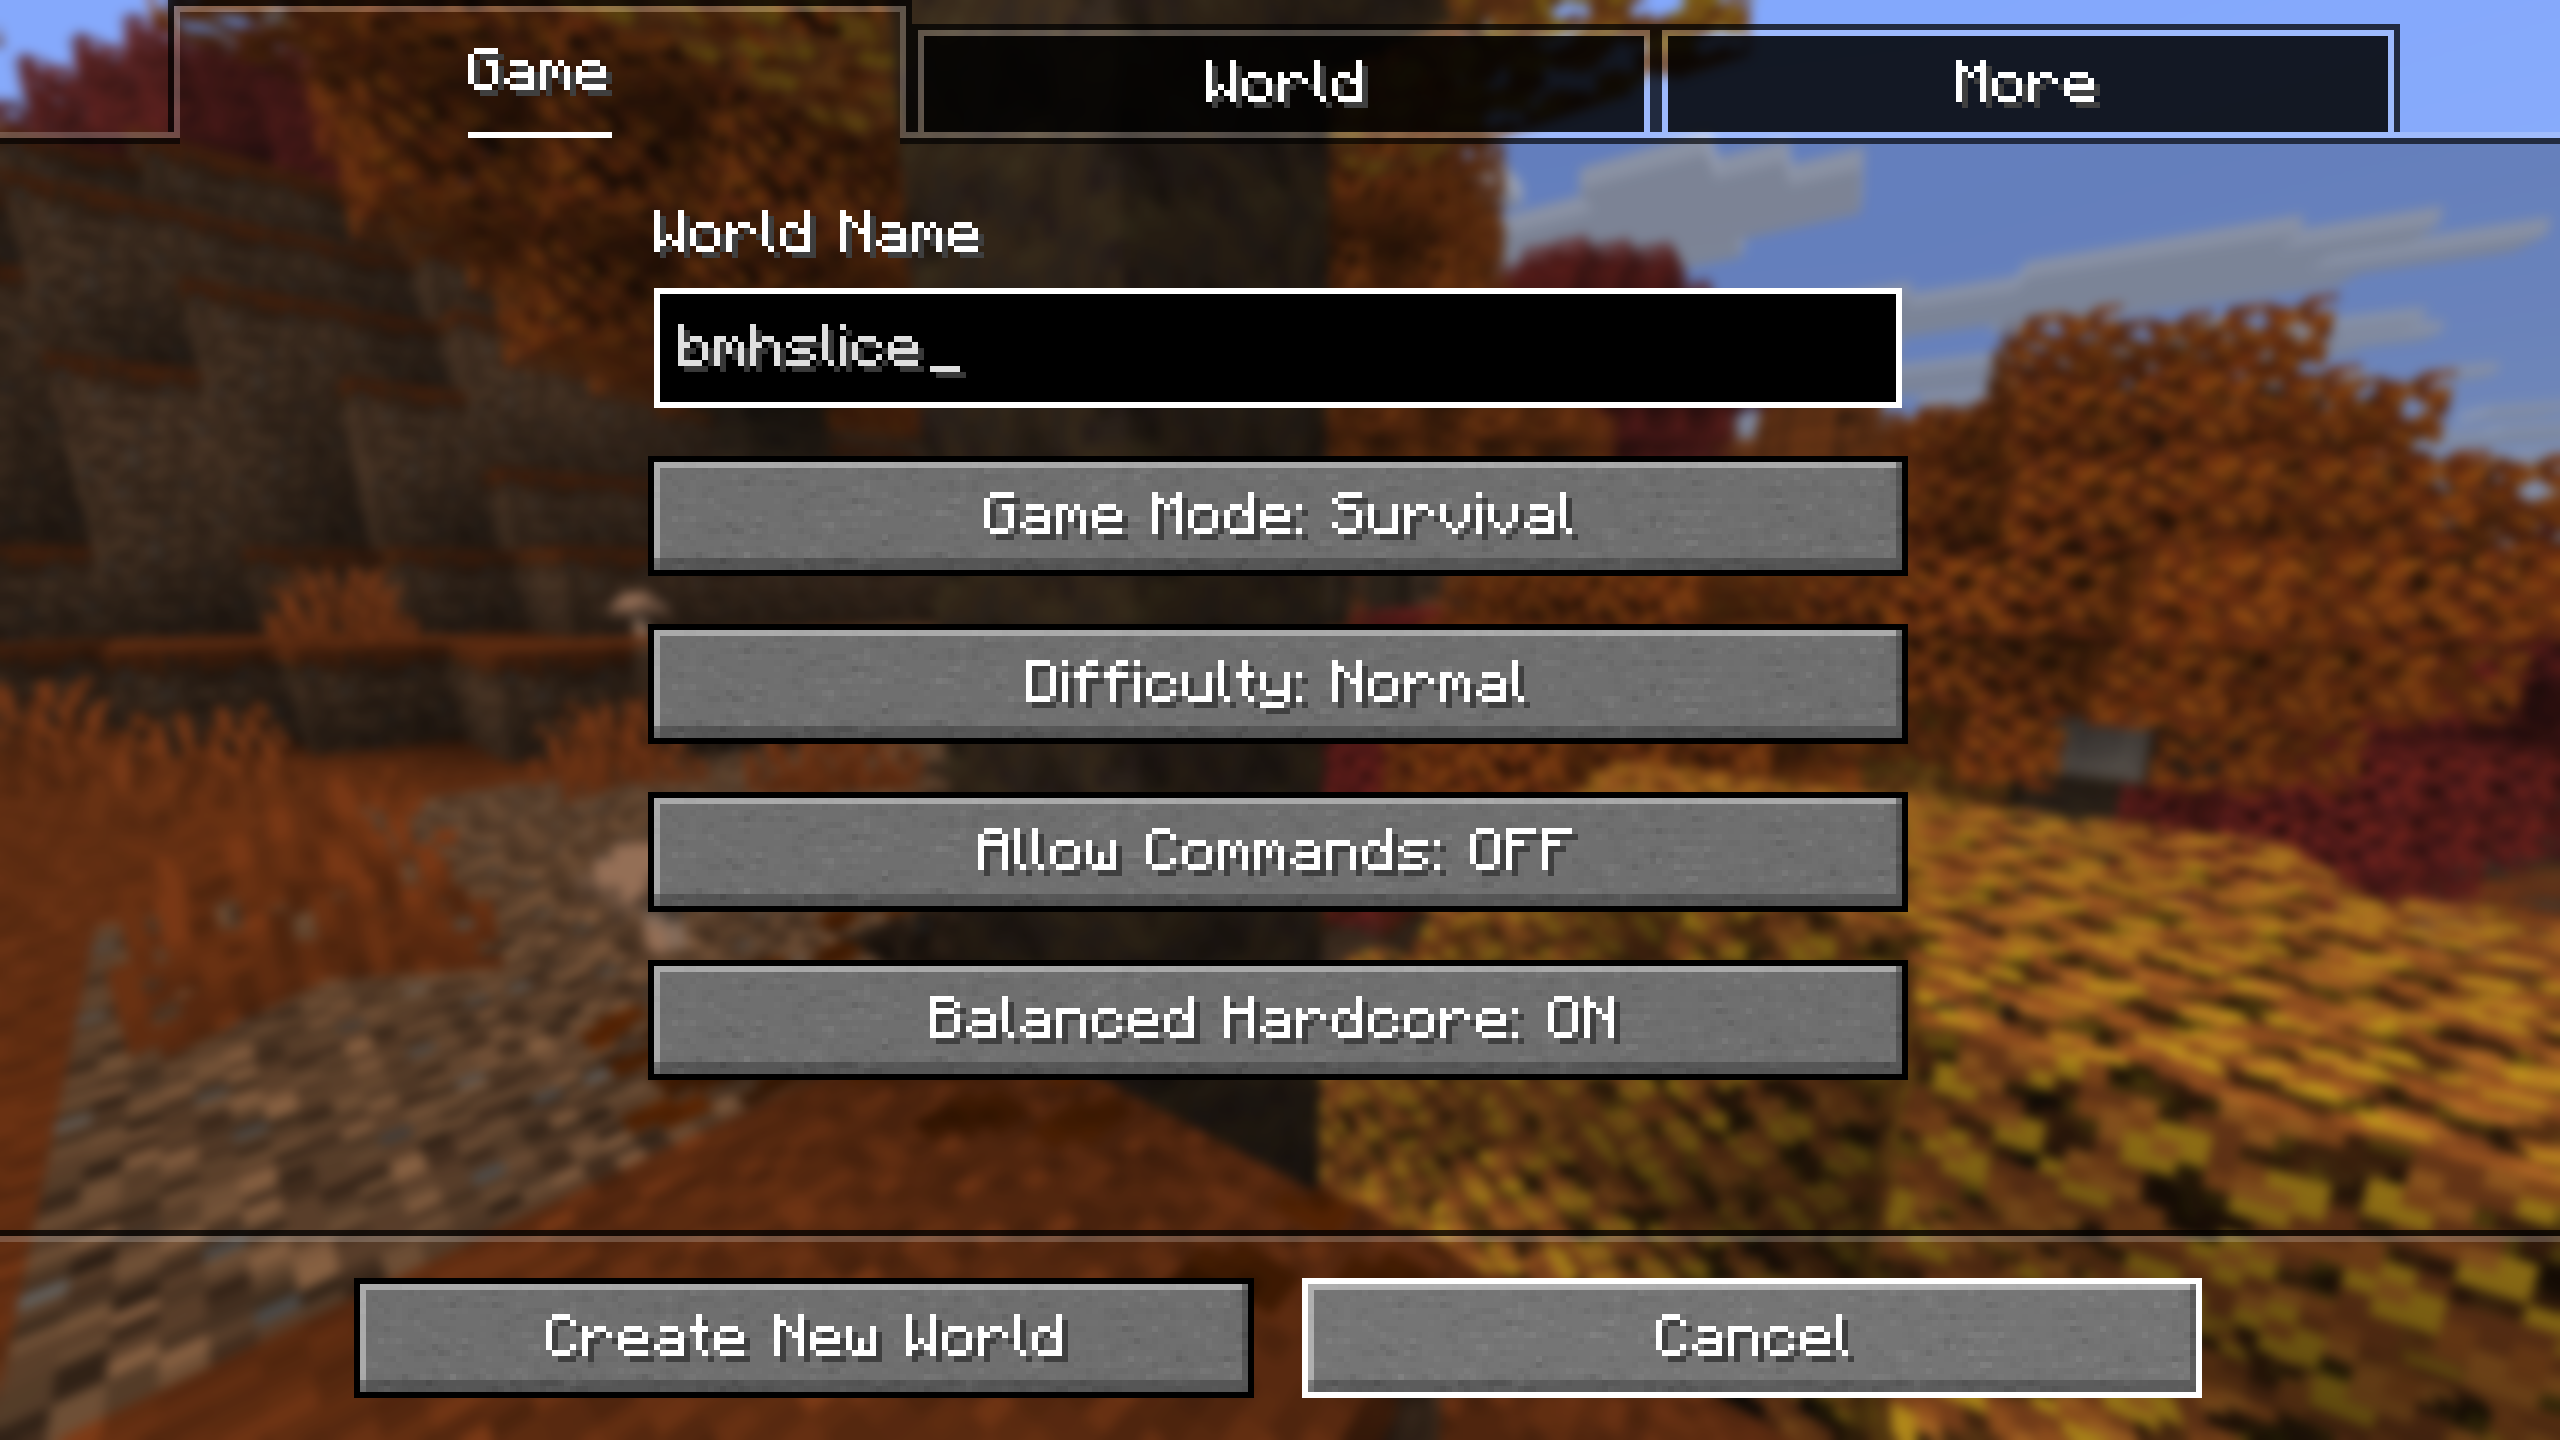 Game
World
More
World Name
bmhslice_
Game Mode: Survival
Difficulty: Normal
Allow Commands: OFF
Balanced Hardcore: ON
Create New World
Cancel